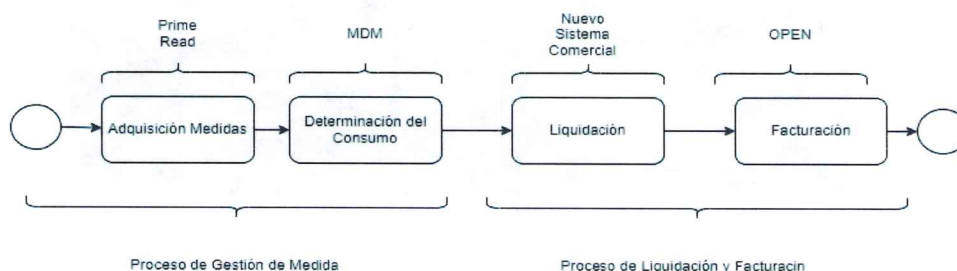 Prime
Read
MDM
Nuevo
Sistema
Comercial
OPEN
Adquisición Medidas
Determinación del
Consumo
Liquidación
Facturación
Proceso de Gestión de Medida
Proceso de Liquidación y Facturacin